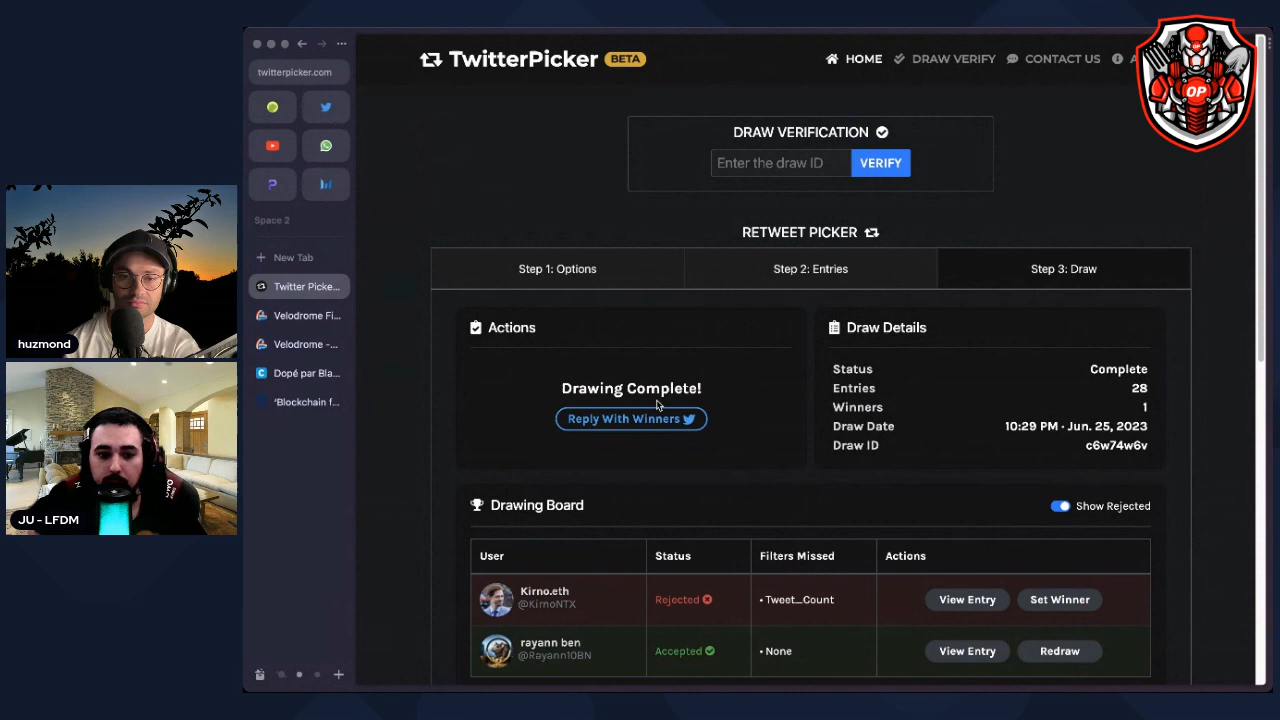 TwitterPicker BETA
HOME
DRAW VERIFY
CONTACT US
OP
OP
twitterpicker.com
DRAW VERIFICATION
Enter the draw ID
VERIFY
Space 2
RETWEET PICKER
New Tab
Step 1: Options
Step 2: Entries
Step 3: Draw
Twitter Picke...
Velodrome Fi...
Velodrome -...
Dopé par Bla...
'Blockchain f...
Actions
Drawing Complete!
Reply With Winners
Draw Details
Status Complete
Entries 28
Winners 1
Draw Date 10:29 PM · Jun. 25, 2023
Draw ID c6w74w6v
huzmond
JU - LFDM
Drawing Board
Show Rejected
User Status Filters Missed Actions
Kirno.eth
@KirnoNTX
Rejected
• Tweet_Count
View Entry
Set Winner
rayann ben
@Rayann10BN
Accepted
• None
View Entry
Redraw